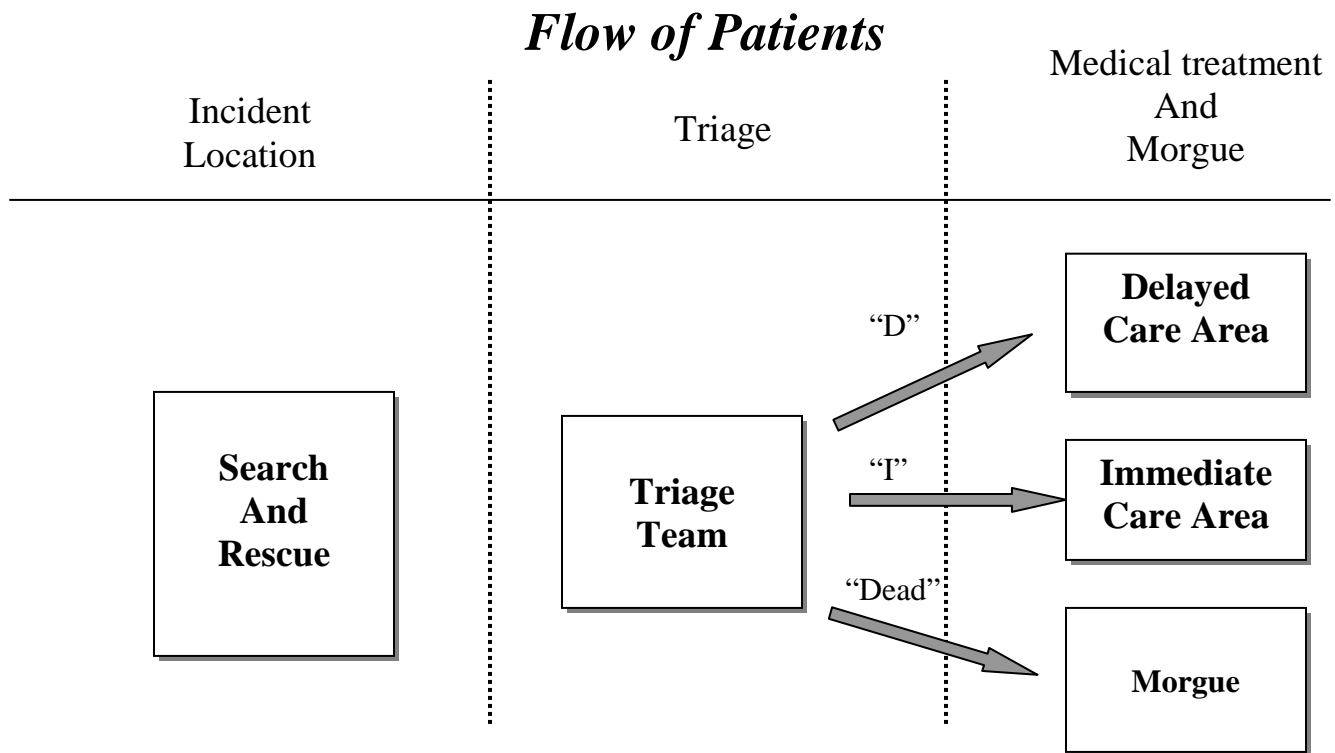 Flow of Patients
Incident
Location
Triage
Medical treatment
And
Morgue
Search
And
Rescue
Triage
Team
“D”
“I”
“Dead”
Delayed
Care Area
Immediate
Care Area
Morgue